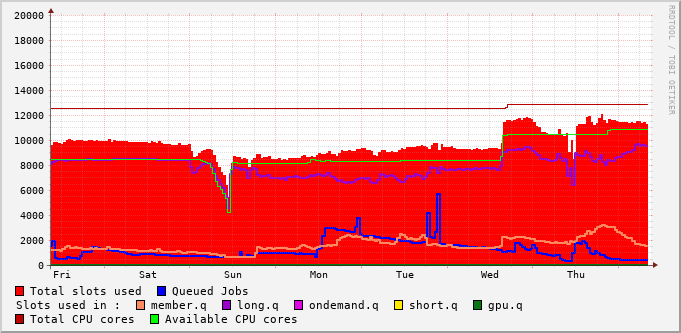 20000
18000
16000
14000
12000
10000
8000
6000
4000
2000
0
Fri Sat Sun Mon Tue Wed Thu
Total slots used Queued Jobs
Slots used in : member.q long.q ondemand.q short.q gpu.q
Total CPU cores Available CPU cores
RRDTOOL / TOBI OETIKER